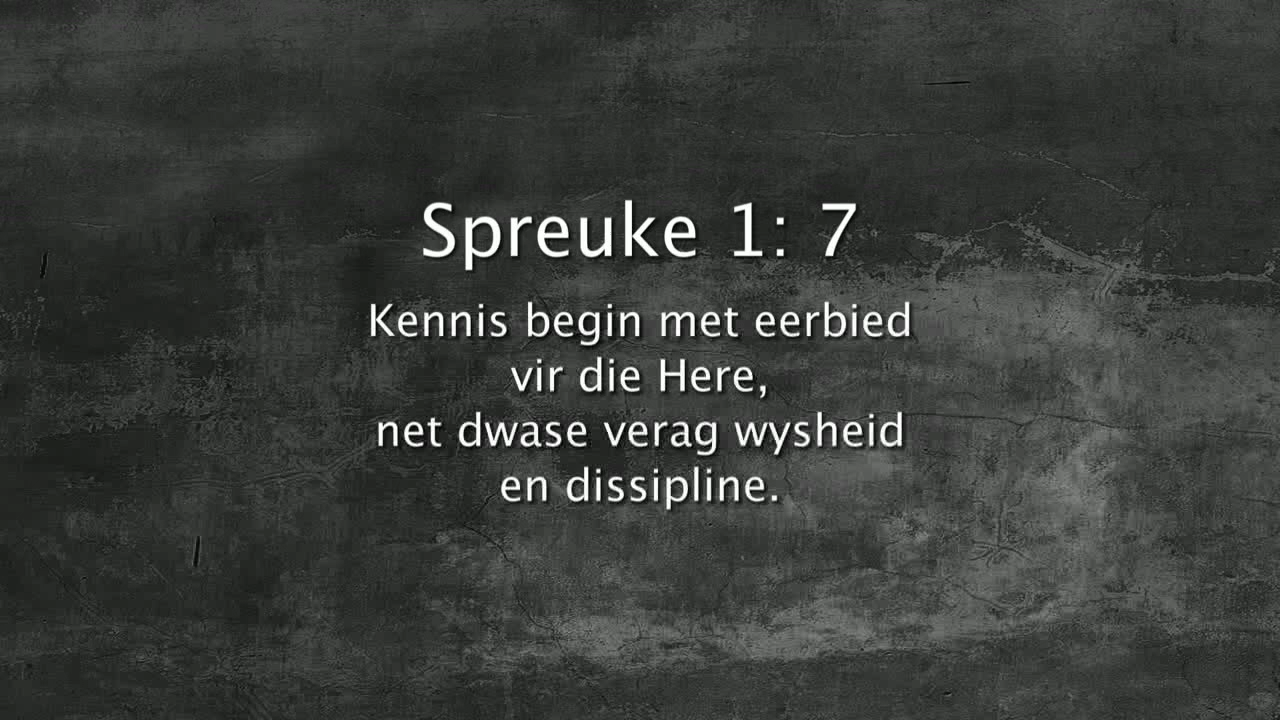 Spreuke 1: 7
Kennis begin met eerbied
vir die Here,
net dwase verag wysheid
en dissipline.